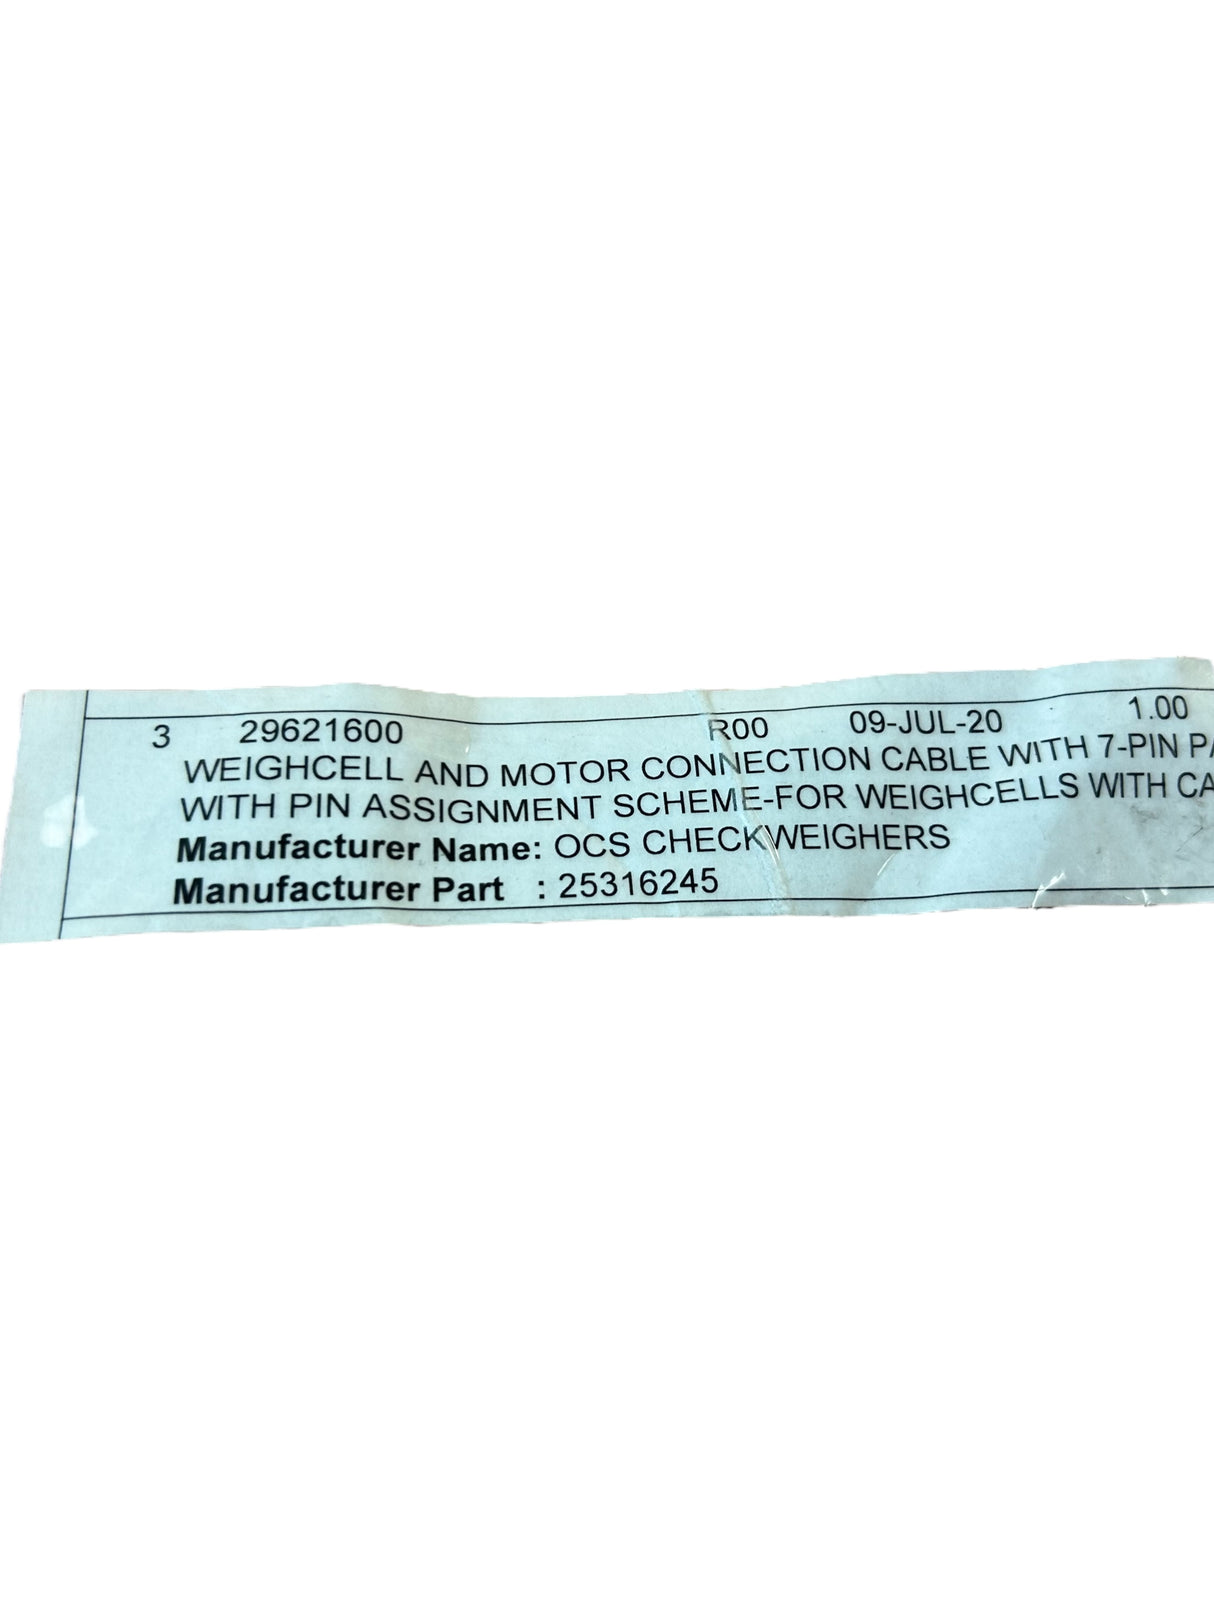 3 29621600 R00 09-JUL-20 1.00
WEIGHCELL AND MOTOR CONNECTION CABLE WITH 7-PIN
WITH PIN ASSIGNMENT SCHEME-FOR WEIGHCELLS WITH
Manufacturer Name: OCS CHECKWEIGHERS
Manufacturer Part : 25316245